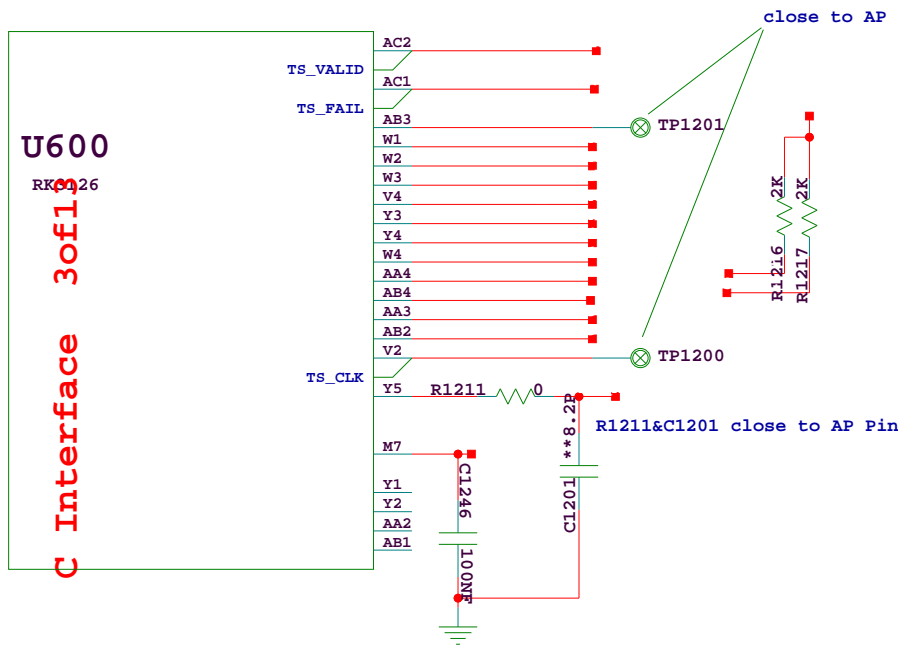 close to AP
AC2
TS_VALID
AC1
TS_FAIL
AB3
TP1201
U600
RK3126
C Interface 3of13
W1
W2
W3
V4
Y3
Y4
W4
AA4
AB4
AA3
AB2
V2
TP1200
TS_CLK
Y5
R1211
0
2K
2K
R1216
R1217
R1211&C1201 close to AP Pin
**8.2P
C1201
M7
C1246
100NF
Y1
Y2
AA2
AB1